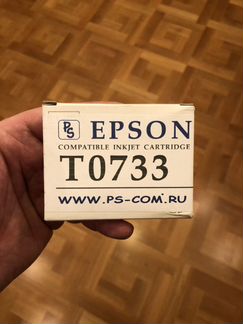 PS EPSON
COMPATIBLE INKJET CARTRIDGE
T0733
WWW.PS-COM.RU